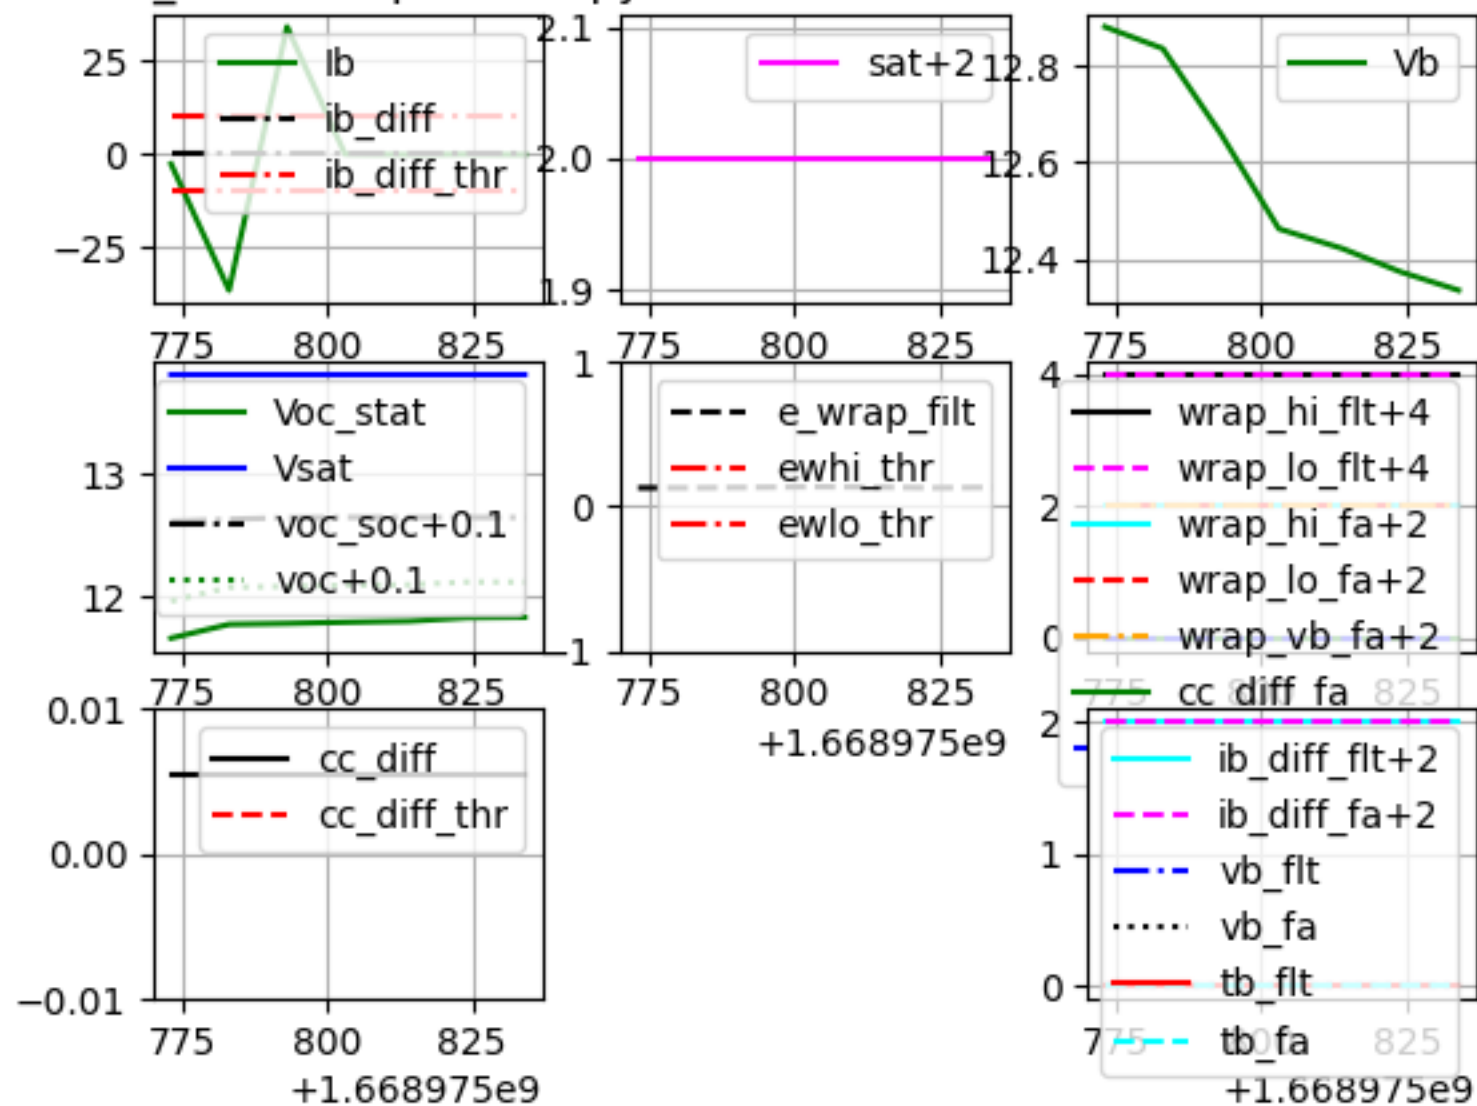 25
0
−25
Ib
ib_diff
ib_diff_thr
775 800 825
2.1
2.0
1.9
sat+2
775 800 825
12.8
12.6
12.4
Vb
775 800 825
13
12
Voc_stat
Vsat
voc_soc+0.1
voc+0.1
775 800 825
1
0
−1
e_wrap_filt
ewhi_thr
ewlo_thr
775 800 825
+1.668975e9
4
2
0
wrap_hi_flt+4
wrap_lo_flt+4
wrap_hi_fa+2
wrap_lo_fa+2
wrap_vb_fa+2
cc_diff_fa
775 825
0.01
0.00
−0.01
cc_diff
cc_diff_thr
775 800 825
+1.668975e9
2
1
0
ib_diff_flt+2
ib_diff_fa+2
vb_flt
vb_fa
tb_flt
tb_fa
775 825
+1.668975e9